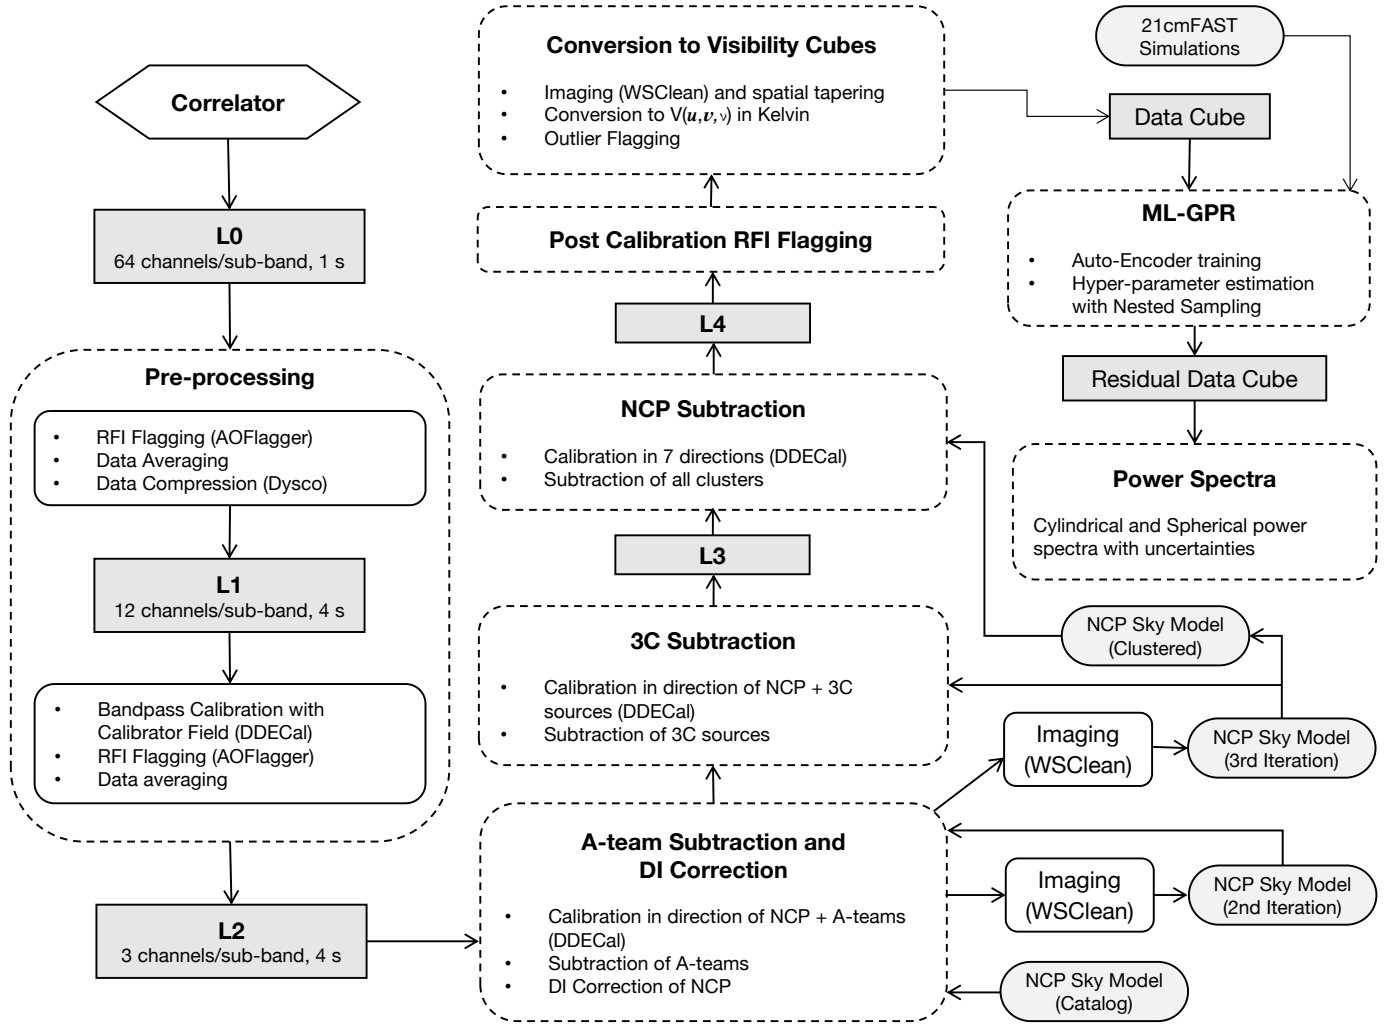 Correlator
L0
64 channels/sub-band, 1 s
Pre-processing
• RFI Flagging (AOFlagger)
• Data Averaging
• Data Compression (Dysco)
L1
12 channels/sub-band, 4 s
• Bandpass Calibration with
Calibrator Field (DDECal)
• RFI Flagging (AOFlagger)
• Data averaging
L2
3 channels/sub-band, 4 s
Conversion to Visibility Cubes
• Imaging (WSClean) and spatial tapering
• Conversion to V(u,v,ν) in Kelvin
• Outlier Flagging
Post Calibration RFI Flagging
L4
NCP Subtraction
• Calibration in 7 directions (DDECal)
• Subtraction of all clusters
L3
3C Subtraction
• Calibration in direction of NCP + 3C
sources (DDECal)
• Subtraction of 3C sources
A-team Subtraction and
DI Correction
• Calibration in direction of NCP + A-teams
(DDECal)
• Subtraction of A-teams
• DI Correction of NCP
21cmFAST
Simulations
Data Cube
ML-GPR
• Auto-Encoder training
• Hyper-parameter estimation
with Nested Sampling
Residual Data Cube
Power Spectra
Cylindrical and Spherical power
spectra with uncertainties
NCP Sky Model
(Clustered)
Imaging
(WSClean)
NCP Sky Model
(3rd Iteration)
Imaging
(WSClean)
NCP Sky Model
(2nd Iteration)
NCP Sky Model
(Catalog)